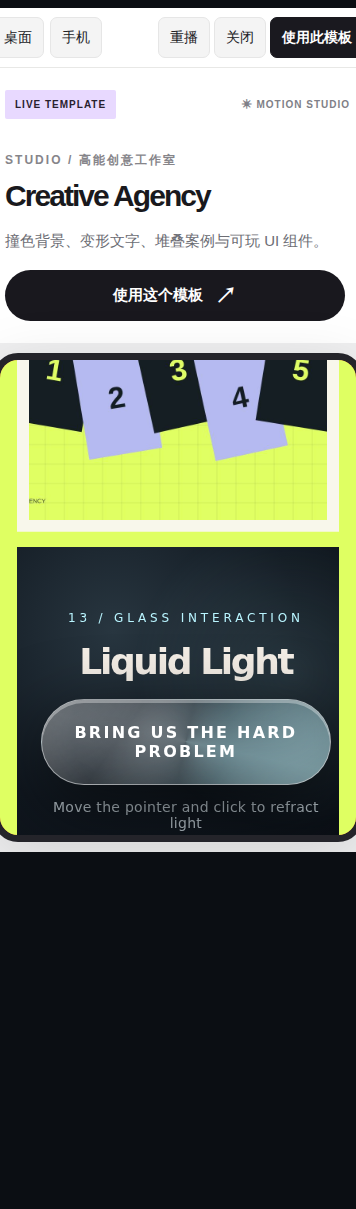 桌面 手机 重播 关闭 使用此模板
LIVE TEMPLATE
✷ MOTION STUDIO
STUDIO / 高能创意工作室
Creative Agency
撞色背景、变形文字、堆叠案例与可玩 UI 组件。
使用这个模板 ↗
1 2 3 4 5
ENCY
13 / GLASS INTERACTION
Liquid Light
BRING US THE HARD
PROBLEM
Move the pointer and click to refract
light